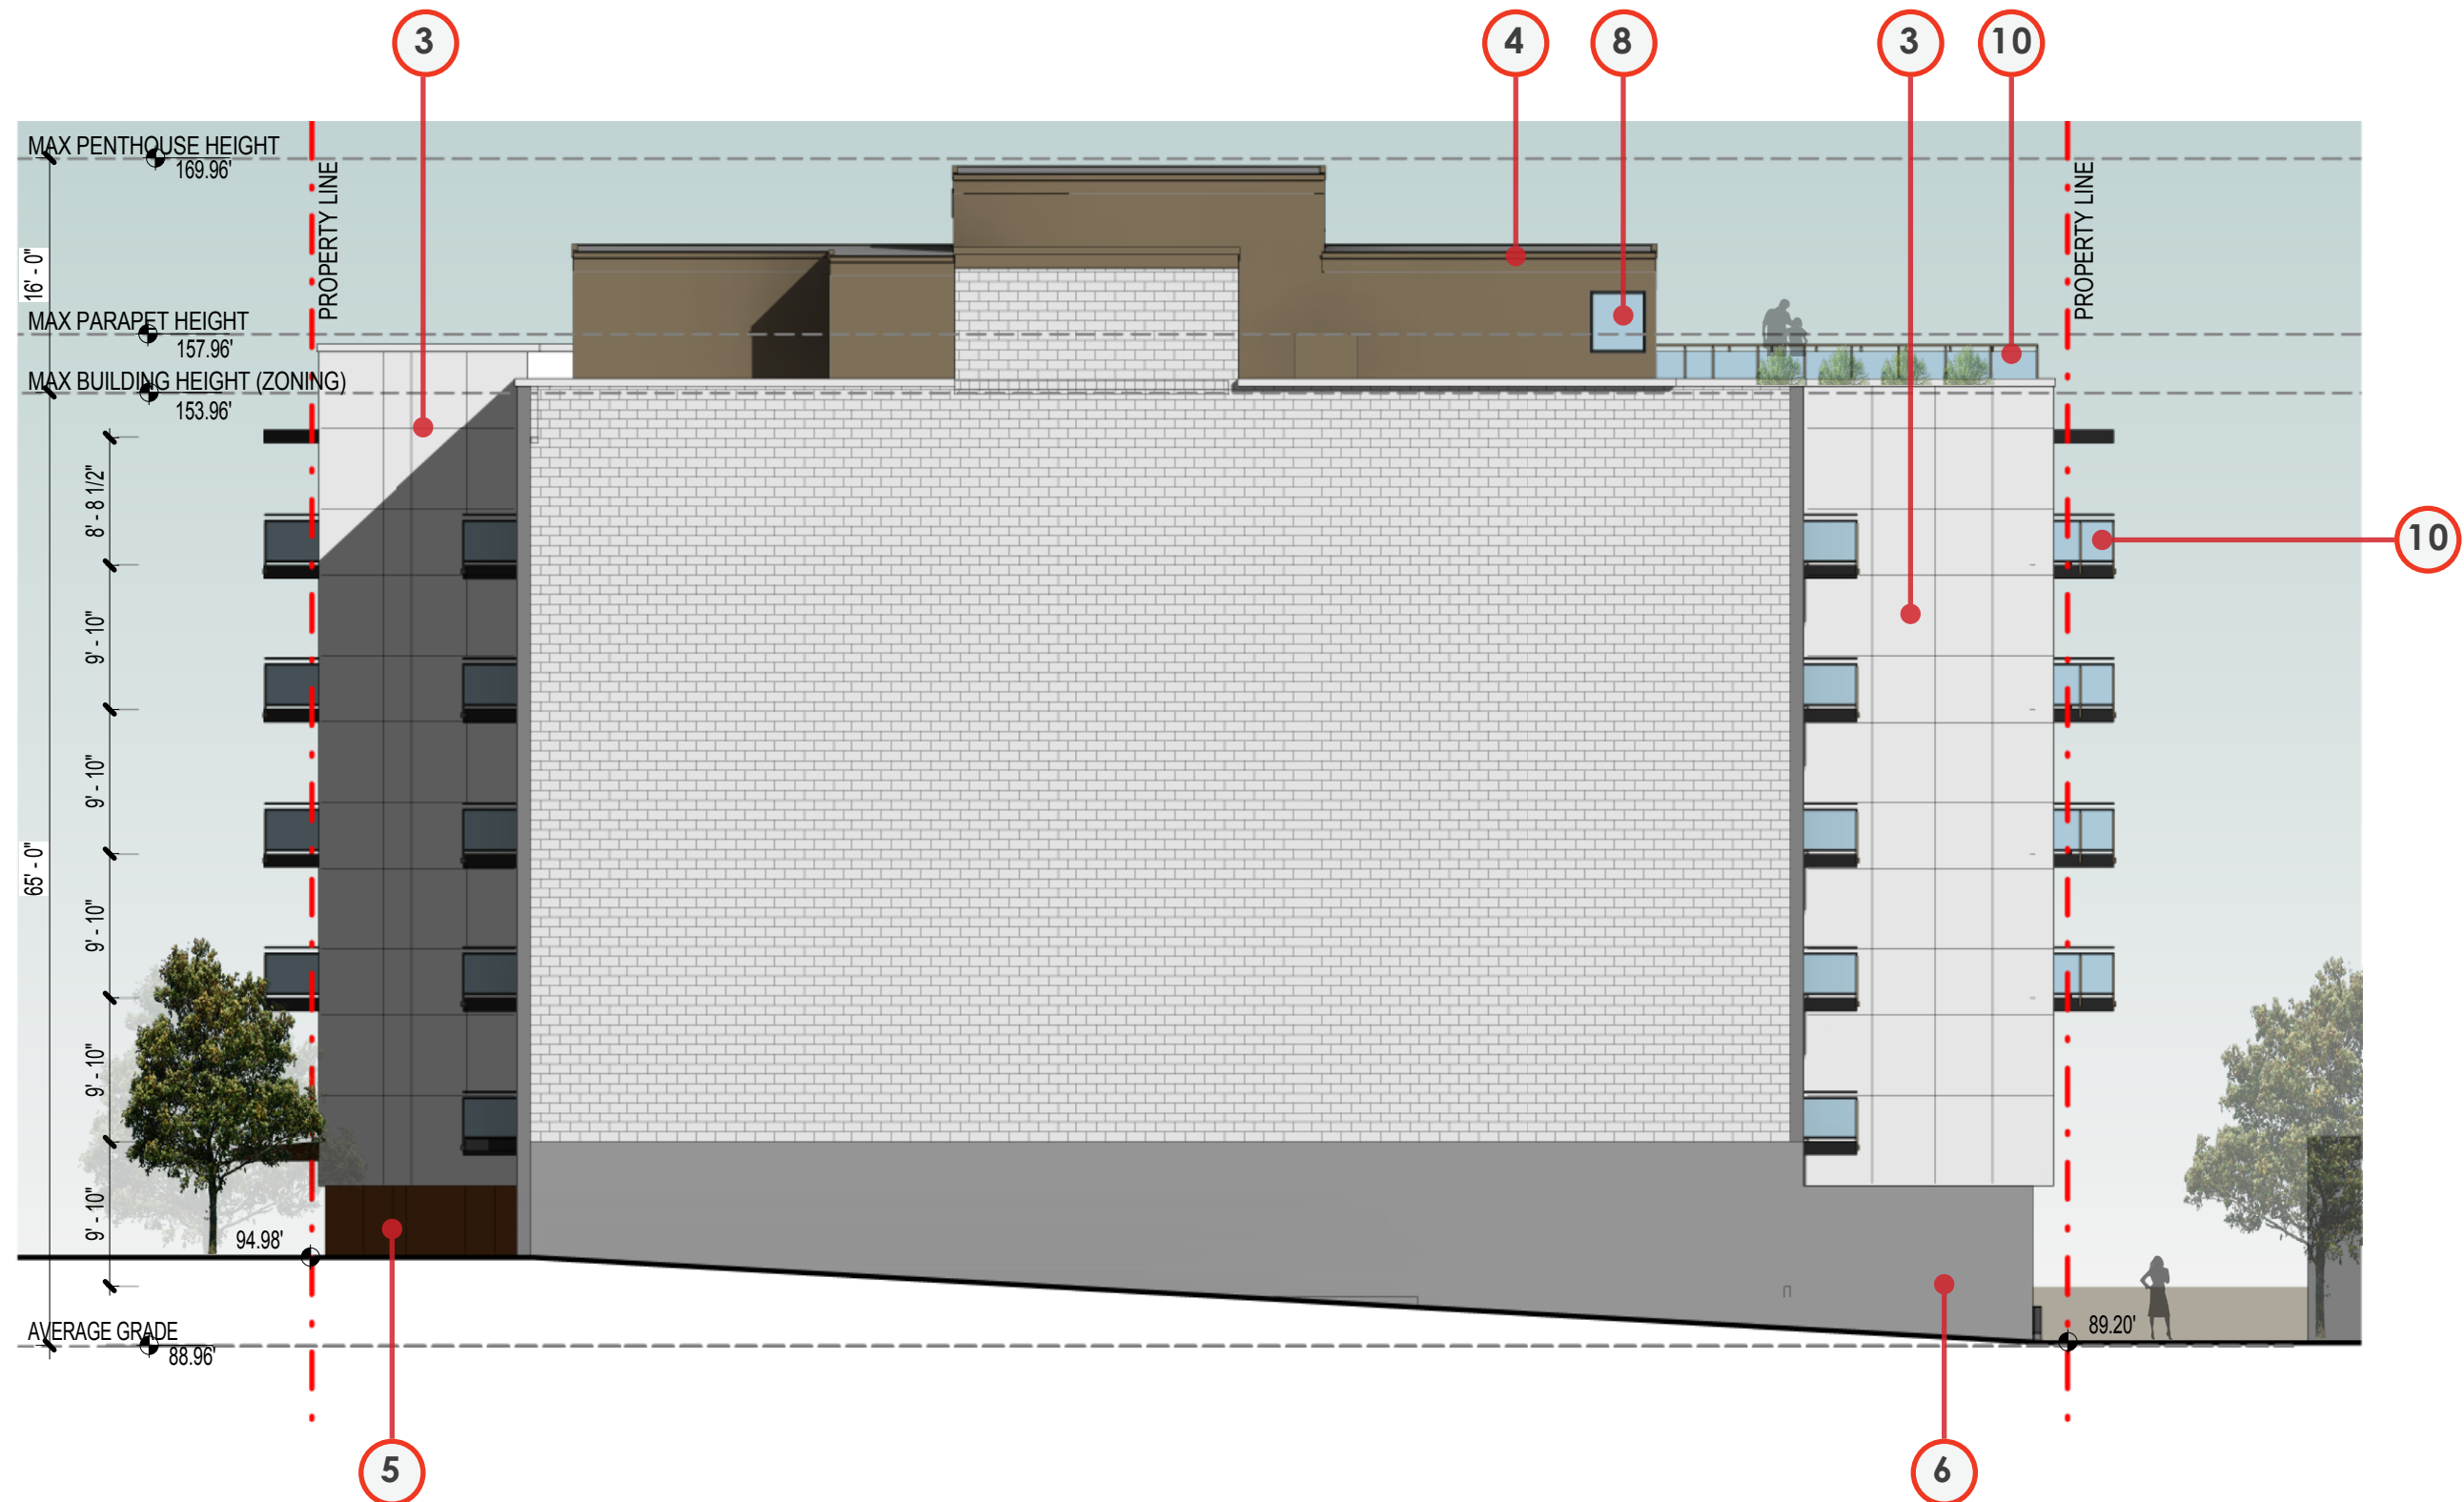 3
4
8
3
10
MAX PENTHOUSE HEIGHT
169.96'
PROPERTY LINE
PROPERTY LINE
16' - 0"
MAX PARAPET HEIGHT
157.96'
MAX BUILDING HEIGHT (ZONING)
153.96'
8' - 8 1/2"
10
9' - 10"
9' - 10"
65' - 0"
9' - 10"
9' - 10"
9' - 10"
94.98'
AVERAGE GRADE
88.96'
89.20'
5
6